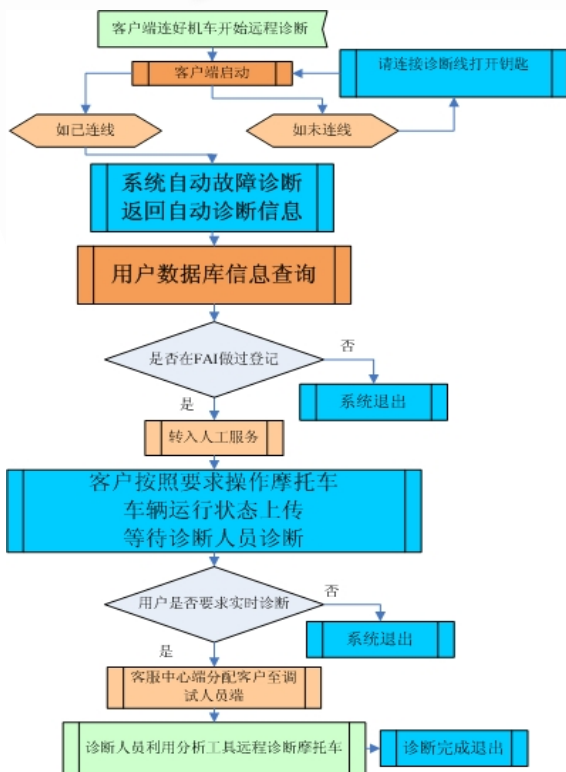 客户端连好机车开始远程诊断
客户端启动
请连接诊断线打开钥匙
如已连线
如未连线
系统自动故障诊断
返回自动诊断信息
用户数据库信息查询
是否在FAI做过登记
否
是
系统退出
转入人工服务
客户按照要求操作摩托车
车辆运行状态上传
等待诊断人员诊断
用户是否要求实时诊断
否
是
系统退出
客服中心端分配客户至调
试人员端
诊断人员利用分析工具远程诊断摩托车
诊断完成退出